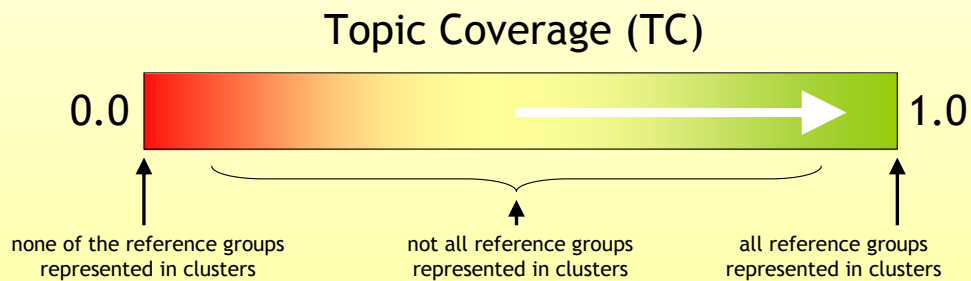 Topic Coverage (TC)
0.0
1.0
none of the reference groups
represented in clusters
not all reference groups
represented in clusters
all reference groups
represented in clusters